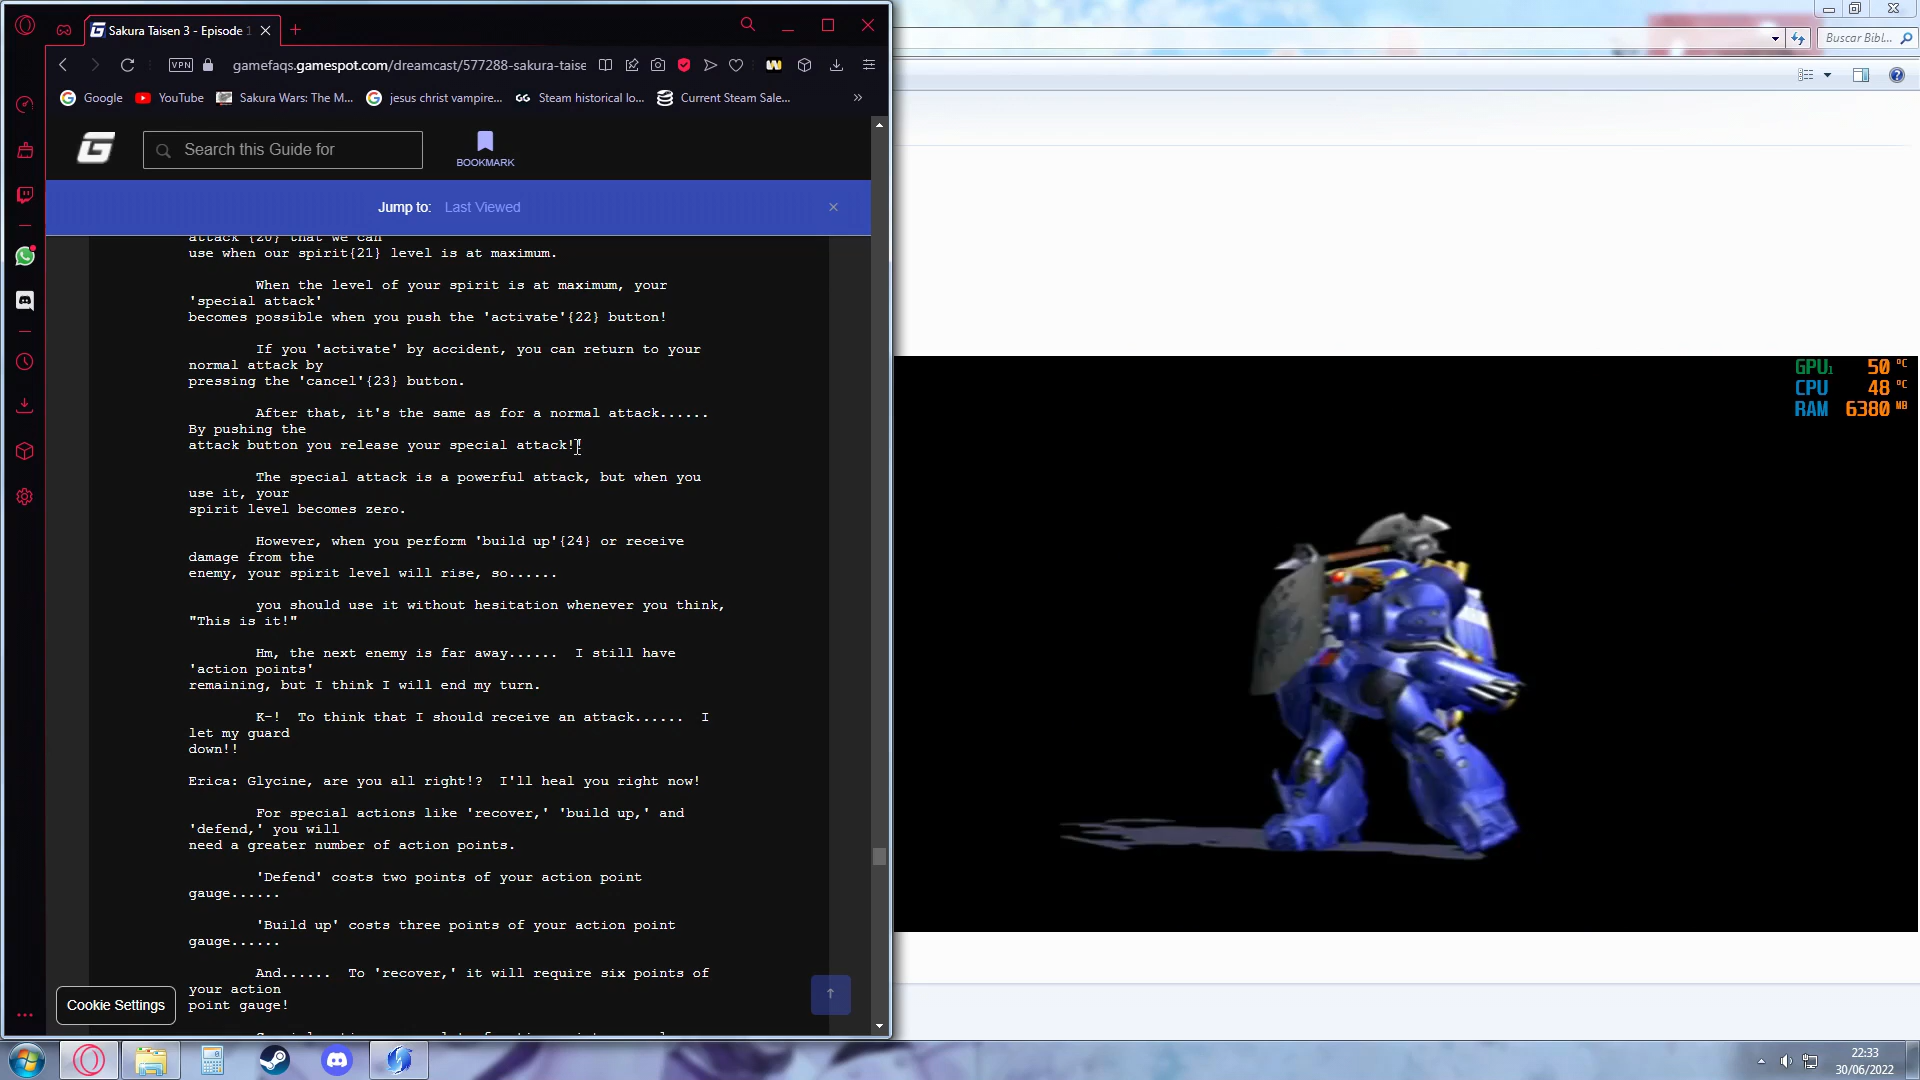 Sakura Taisen 3 - Episode 1
VPN
gamefaqs.gamespot.com/dreamcast/577288-sakura-taise
Google
YouTube
Sakura Wars: The M...
jesus christ vampire...
GG
Steam historical lo...
Current Steam Sale...
Search this Guide for
BOOKMARK
Jump to: Last Viewed
attack {20} that we can
use when our spirit{21} level is at maximum.
When the level of your spirit is at maximum, your
'special attack'
becomes possible when you push the 'activate'{22} button!
If you 'activate' by accident, you can return to your
normal attack by
pressing the 'cancel'{23} button.
After that, it's the same as for a normal attack......
By pushing the
attack button you release your special attack!!
The special attack is a powerful attack, but when you
use it, your
spirit level becomes zero.
However, when you perform 'build up'{24} or receive
damage from the
enemy, your spirit level will rise, so......
you should use it without hesitation whenever you think,
"This is it!"
Hm, the next enemy is far away...... I still have
'action points'
remaining, but I think I will end my turn.
K-! To think that I should receive an attack...... I
let my guard
down!!
Erica: Glycine, are you all right!? I'll heal you right now!
For special actions like 'recover,' 'build up,' and
'defend,' you will
need a greater number of action points.
'Defend' costs two points of your action point
gauge......
'Build up' costs three points of your action point
gauge......
And...... To 'recover,' it will require six points of
your action
point gauge!
Cookie Settings
Buscar Bibl...
GPU1 50 °C
CPU 48 °C
RAM 6380 MB
22:33
30/06/2022